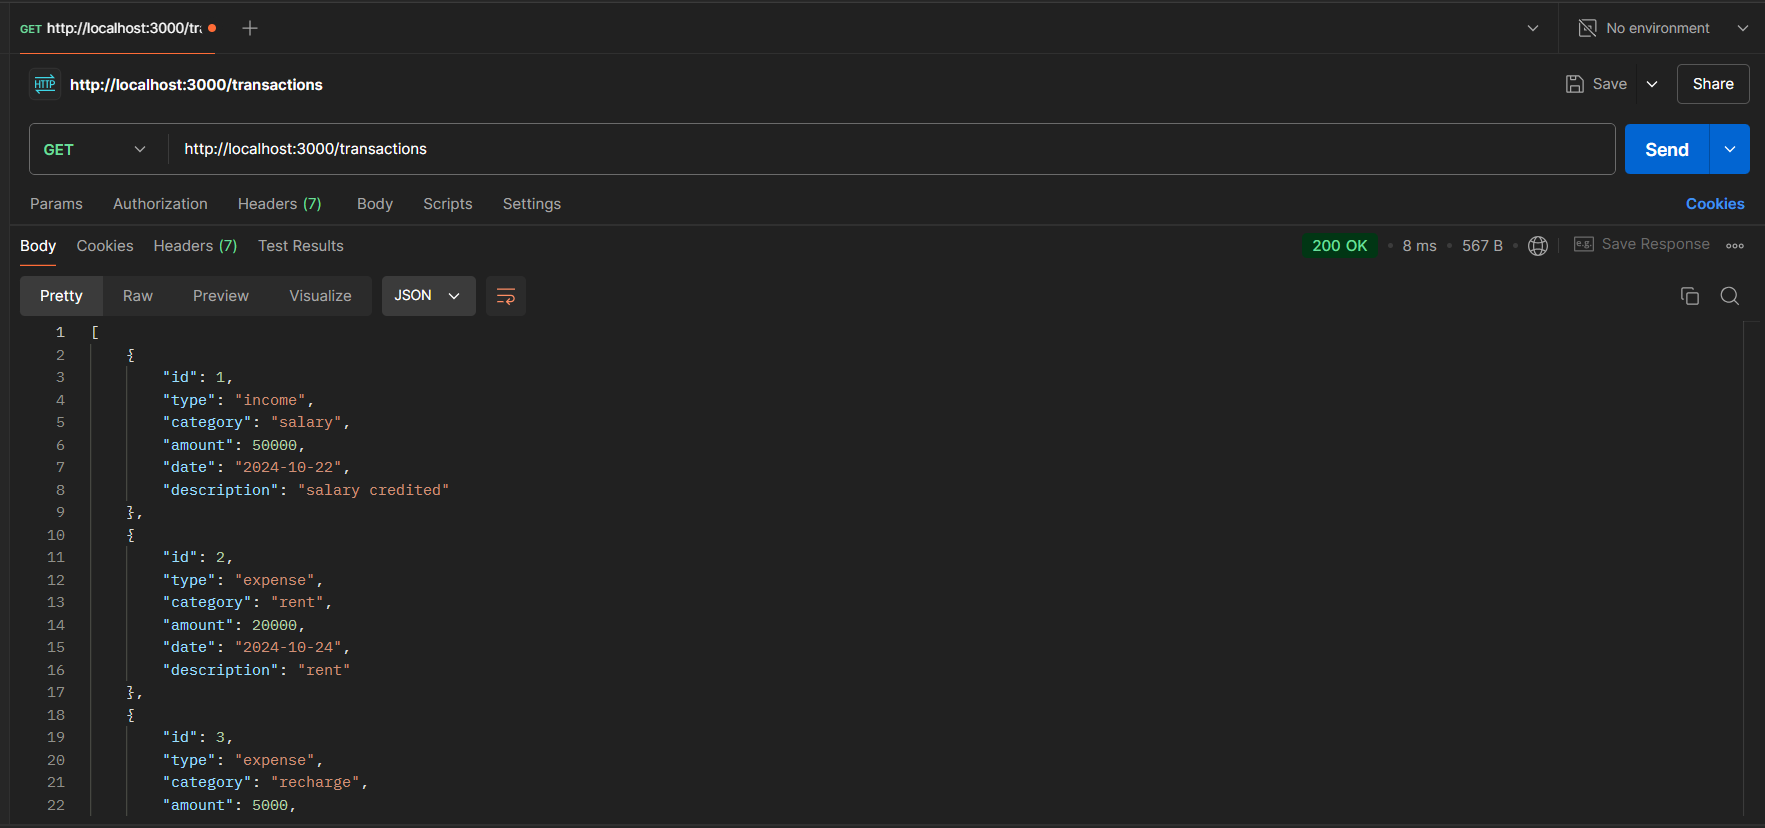 GET http://localhost:3000/tr
No environment
HTTP http://localhost:3000/transactions
Save
Share
GET http://localhost:3000/transactions
Send
Params Authorization Headers (7) Body Scripts Settings
Cookies
Body Cookies Headers (7) Test Results
200 OK • 8 ms • 567 B •
e.g. Save Response
Pretty Raw Preview Visualize JSON
1 [
2 {
3 "id": 1,
4 "type": "income",
5 "category": "salary",
6 "amount": 50000,
7 "date": "2024-10-22",
8 "description": "salary credited"
9 },
10 {
11 "id": 2,
12 "type": "expense",
13 "category": "rent",
14 "amount": 20000,
15 "date": "2024-10-24",
16 "description": "rent"
17 },
18 {
19 "id": 3,
20 "type": "expense",
21 "category": "recharge",
22 "amount": 5000,